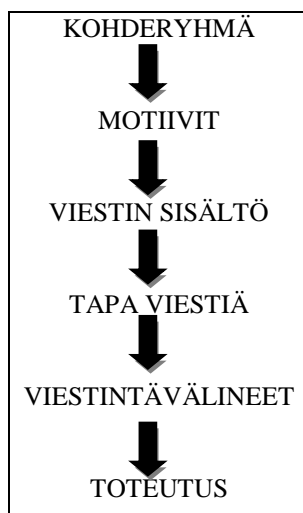 KOHDERYHMÄ
MOTIIVIT
VIESTIN SISÄLTÖ
TAPA VIESTIÄ
VIESTINTÄVÄLINEET
TOTEUTUS